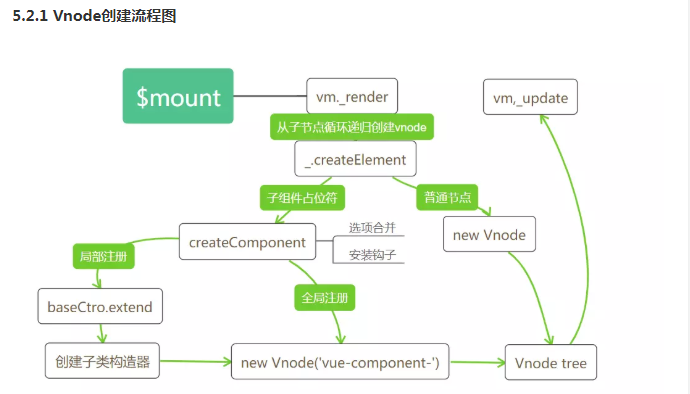 5.2.1 Vnode创建流程图
$mount
vm._render
vm,_update
从子节点循环递归创建vnode
_.createElement
子组件占位符
普通节点
选项合并
createComponent
new Vnode
安装钩子
局部注册
baseCtro.extend
全局注册
创建子类构造器
new Vnode('vue-component-')
Vnode tree